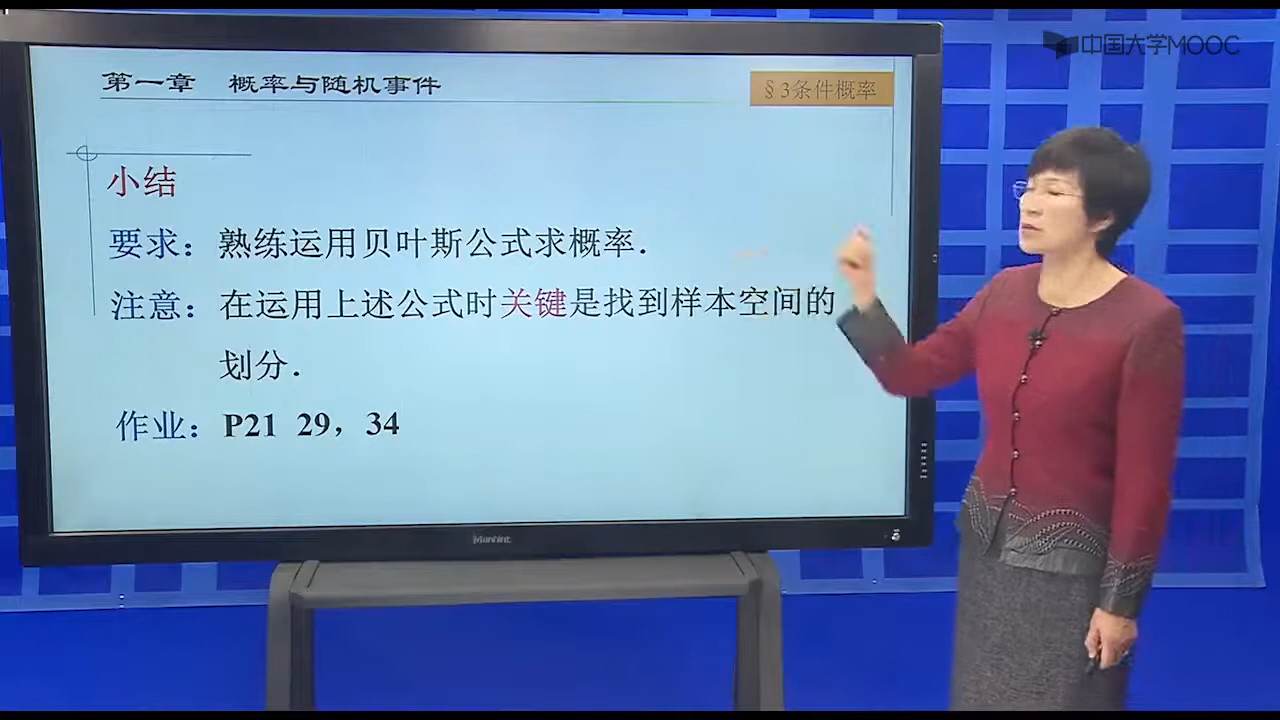 中国大学MOOC
第一章 概率与随机事件
§3条件概率
小结
要求：熟练运用贝叶斯公式求概率．
注意：在运用上述公式时关键是找到样本空间的
划分．
作业：P21 29，34